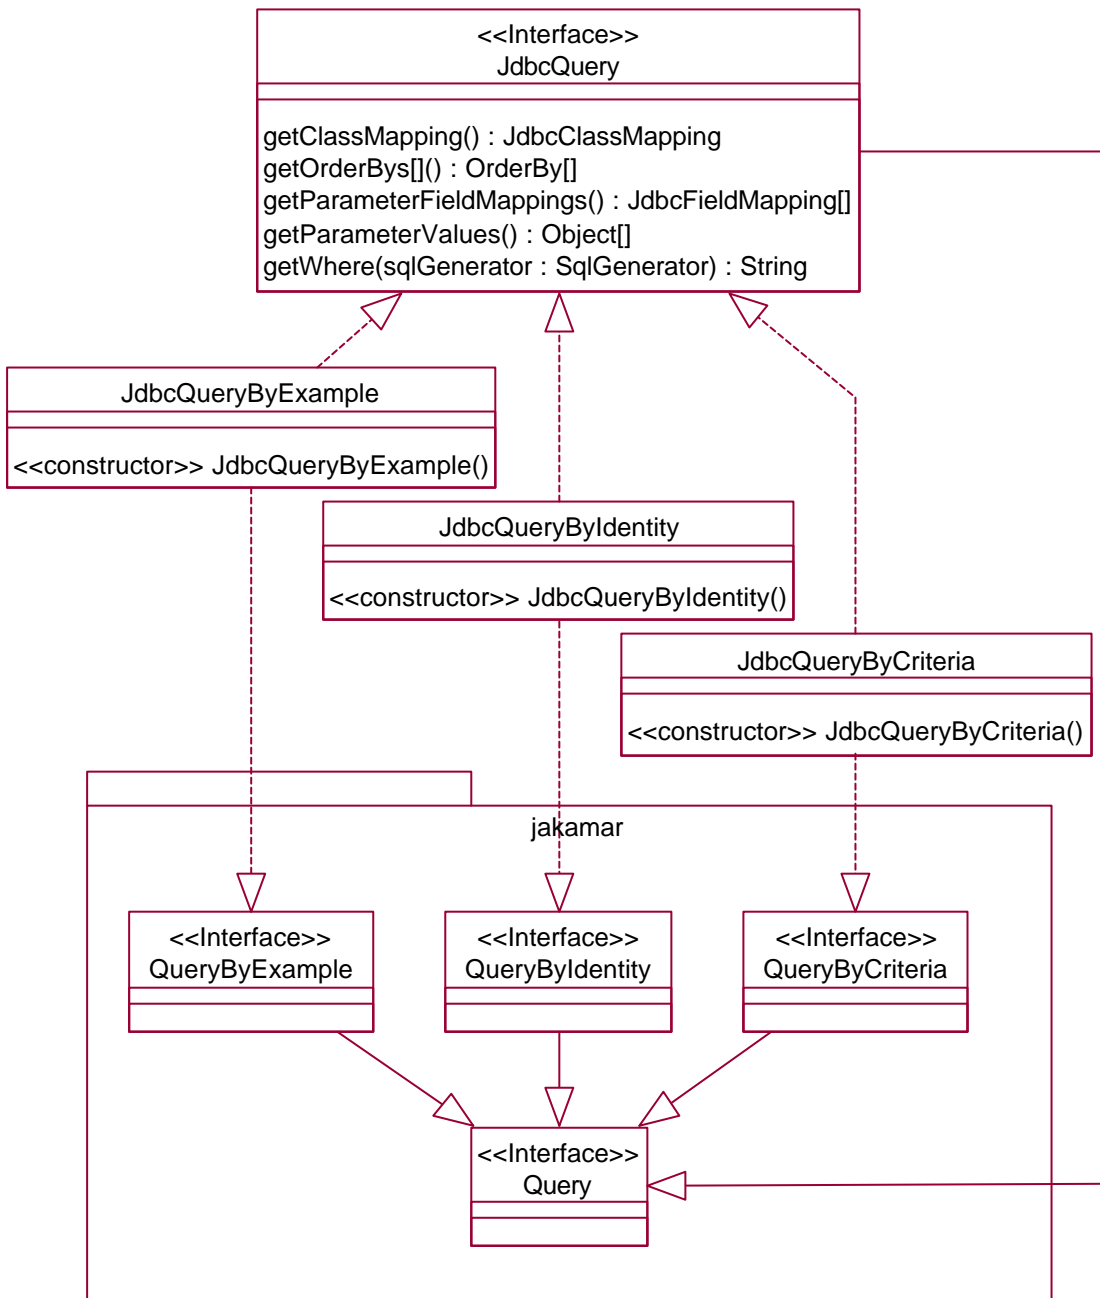 <<Interface>>
JdbcQuery
getClassMapping() : JdbcClassMapping
getOrderBys[]() : OrderBy[]
getParameterFieldMappings() : JdbcFieldMapping[]
getParameterValues() : Object[]
getWhere(sqlGenerator : SqlGenerator) : String
JdbcQueryByExample
<<constructor>> JdbcQueryByExample()
JdbcQueryByIdentity
<<constructor>> JdbcQueryByIdentity()
JdbcQueryByCriteria
<<constructor>> JdbcQueryByCriteria()
jakamar
<<Interface>>
QueryByExample
<<Interface>>
QueryByIdentity
<<Interface>>
QueryByCriteria
<<Interface>>
Query